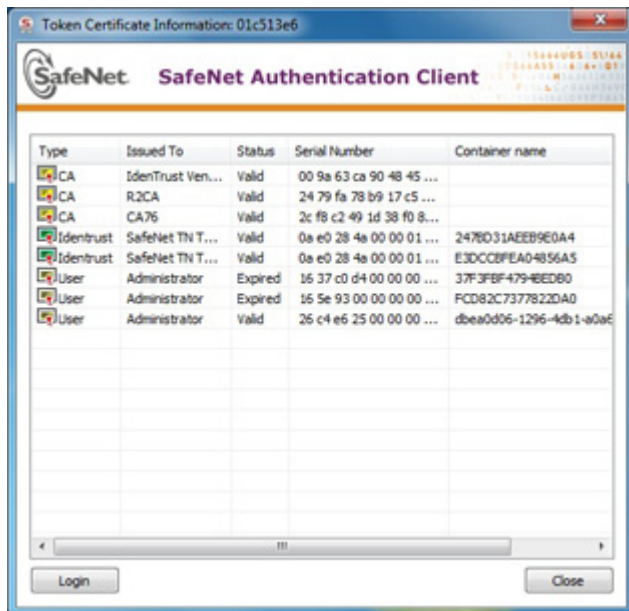 Token Certificate Information: 01c513e6
SafeNet. SafeNet Authentication Client
Type Issued To Status Serial Number Container name
CA IdenTrust Ven... Valid 00 9a 63 ca 90 48 45 ...
CA R2CA Valid 24 79 fa 78 b9 17 c5 ...
CA CA76 Valid 2c f8 c2 49 1d 38 f0 8...
Identrust SafeNet TN T... Valid 0a e0 28 4a 00 00 01 ... 247BD31AEEB9E0A4
Identrust SafeNet TN T... Valid 0a e0 28 4a 00 00 01 ... E3DCCBFEA04856A5
User Administrator Expired 16 37 c0 d4 00 00 00 ... 37F3FBF4794BEDB0
User Administrator Expired 16 5e 93 00 00 00 00 ... FCD82C7377822DA0
User Administrator Valid 26 c4 e6 25 00 00 00 ... dbea0d06-1296-4db1-a0a6
Login Close